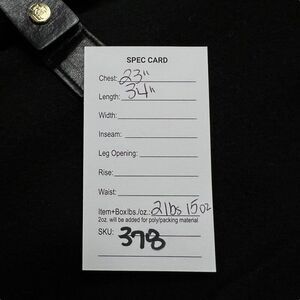 SPEC CARD
Chest: 23"
Length: 34"
Width:
Inseam:
Leg Opening:
Rise:
Waist:
Item+Box lbs./oz.: 2lbs 15oz
2oz. will be added for poly/packing material
SKU: 378